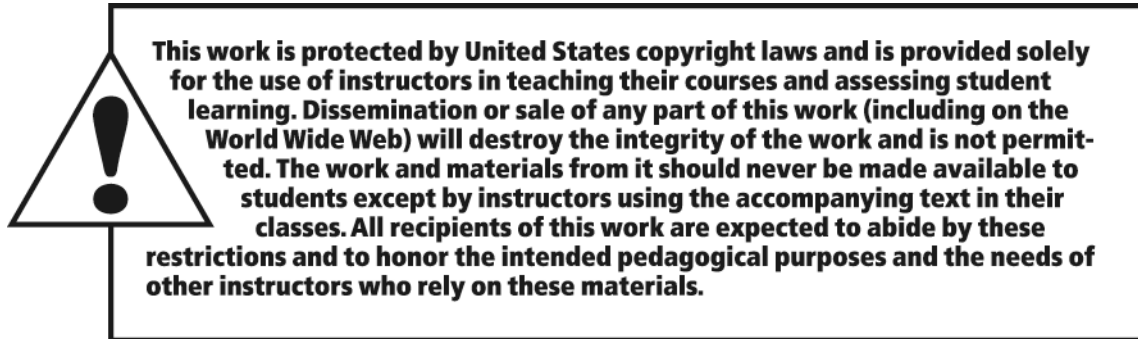 This work is protected by United States copyright laws and is provided solely
for the use of instructors in teaching their courses and assessing student
learning. Dissemination or sale of any part of this work (including on the
World Wide Web) will destroy the integrity of the work and is not permit-
ted. The work and materials from it should never be made available to
students except by instructors using the accompanying text in their
classes. All recipients of this work are expected to abide by these
restrictions and to honor the intended pedagogical purposes and the needs of
other instructors who rely on these materials.